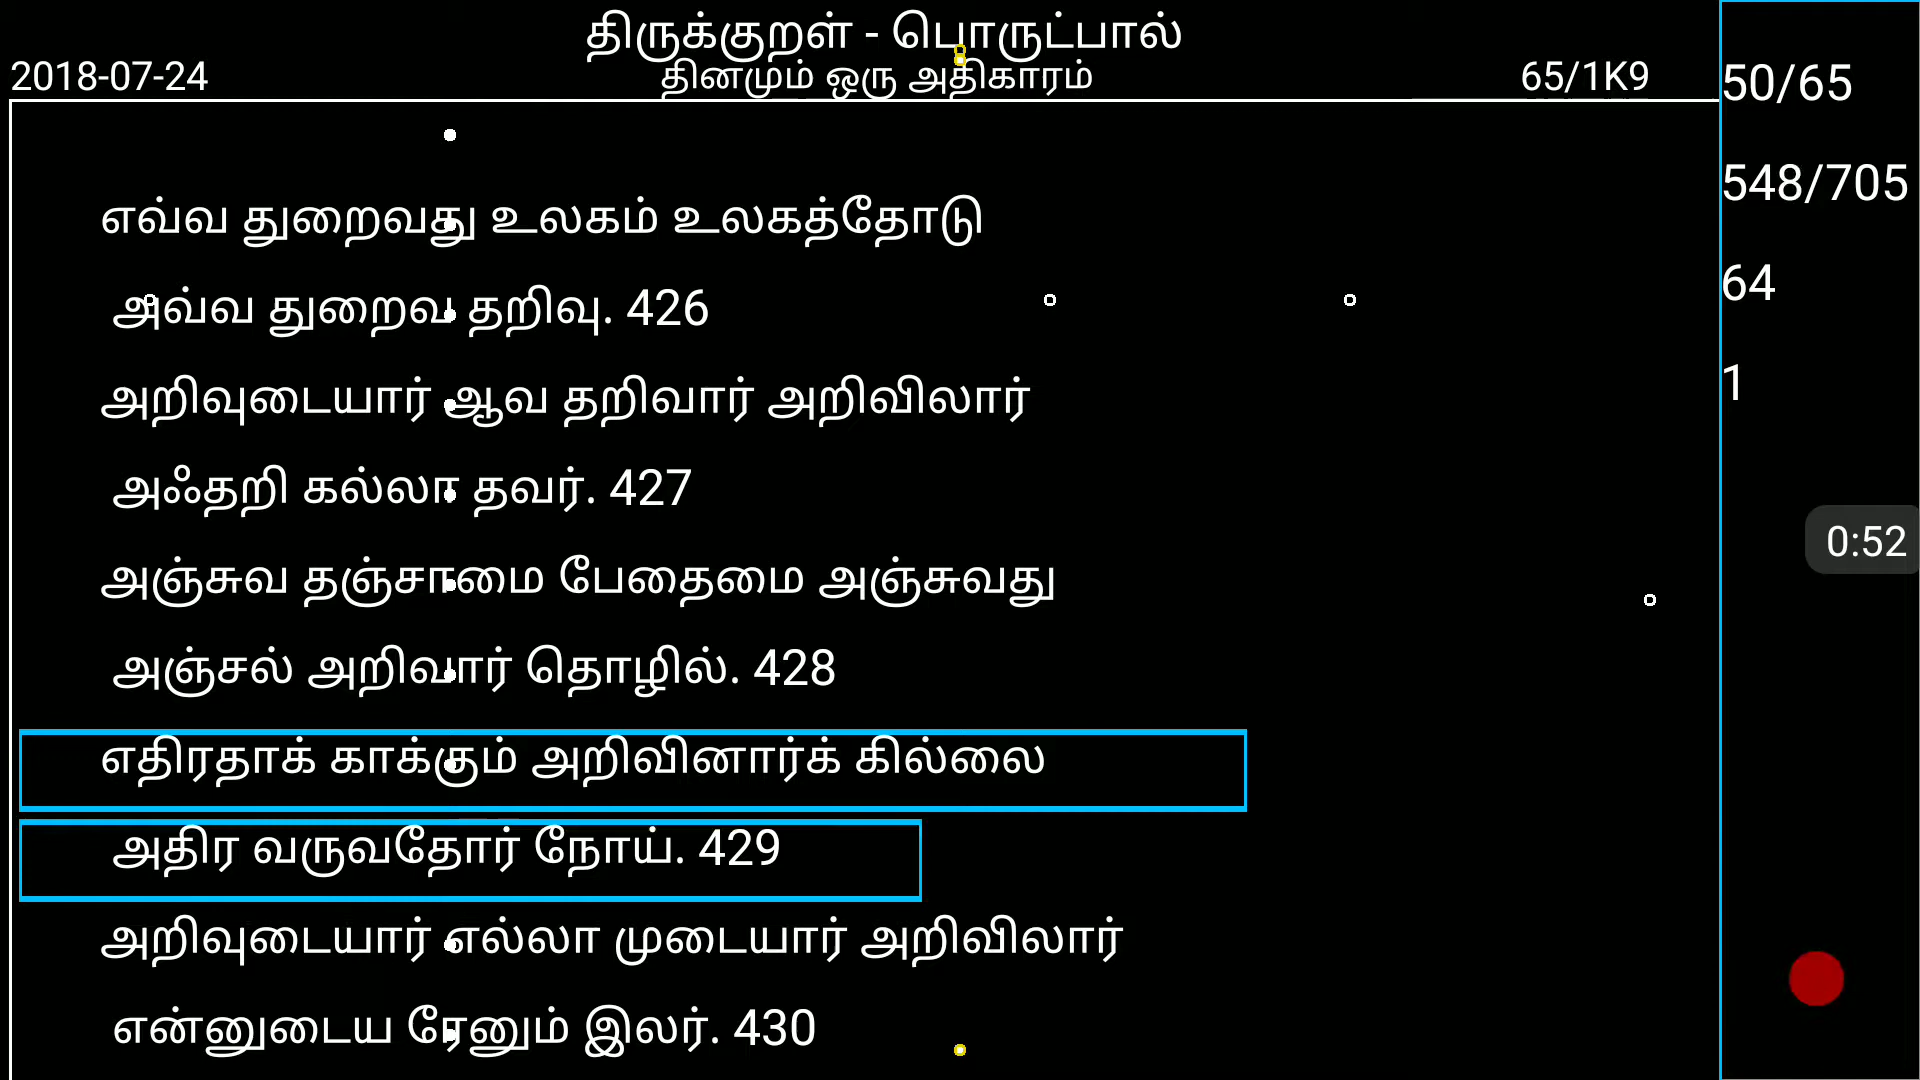 திருக்குறள் - பொருட்பால்
2018-07-24
தினமும் ஒரு அதிகாரம்
65/1K9
50/65
548/705
64
1
0:52
எவ்வ துறைவது உலகம் உலகத்தோடு
அவ்வ துறைவ தறிவு. 426
அறிவுடையார் ஆவ தறிவார் அறிவிலார்
அஃதறி கல்லா தவர். 427
அஞ்சுவ தஞ்சாமை பேதைமை அஞ்சுவது
அஞ்சல் அறிவார் தொழில். 428
எதிரதாக் காக்கும் அறிவினார்க் கில்லை
அதிர வருவதோர் நோய். 429
அறிவுடையார் எல்லா முடையார் அறிவிலார்
என்னுடைய ரேனும் இலர். 430